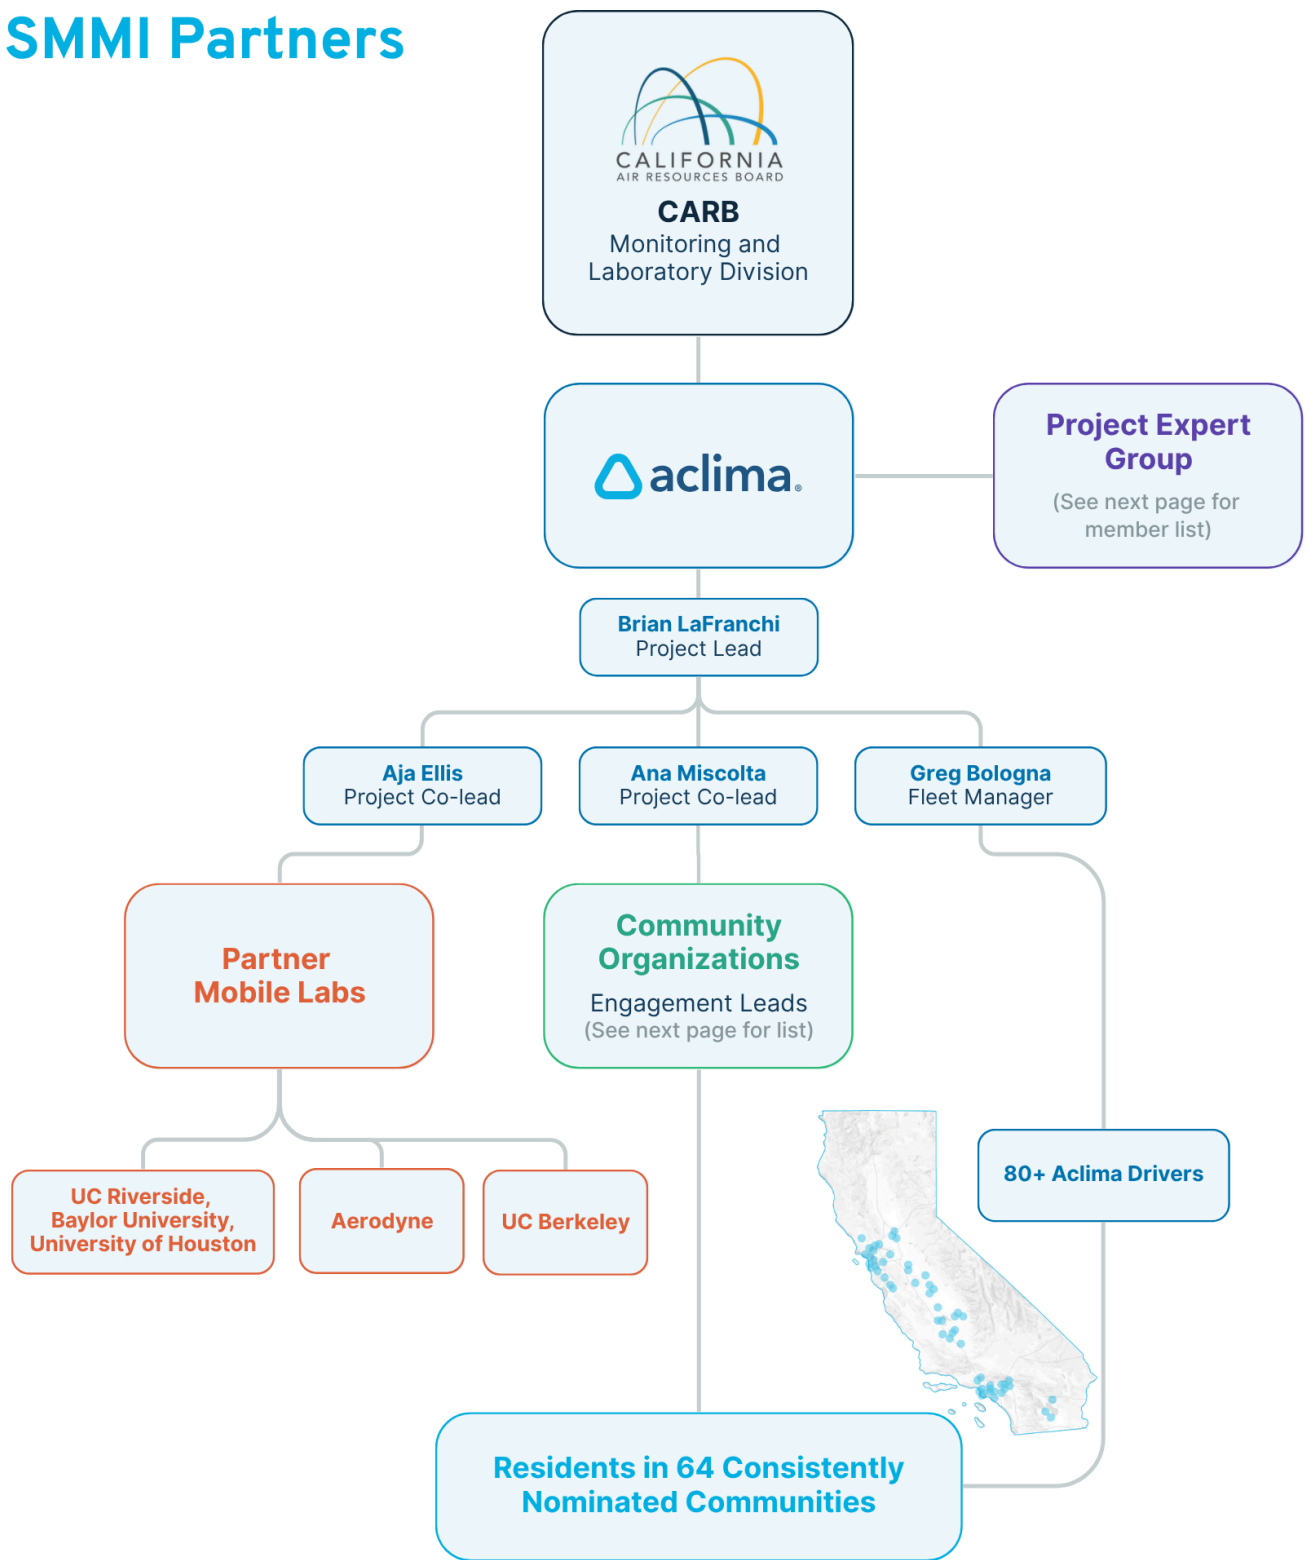 SMMI Partners
CALIFORNIA
AIR RESOURCES BOARD
CARB
Monitoring and
Laboratory Division
aclima®
Project Expert
Group
(See next page for
member list)
Brian LaFranchi
Project Lead
Aja Ellis
Project Co-lead
Ana Miscolta
Project Co-lead
Greg Bologna
Fleet Manager
Partner
Mobile Labs
Community
Organizations
Engagement Leads
(See next page for list)
UC Riverside,
Baylor University,
University of Houston
Aerodyne
UC Berkeley
80+ Aclima Drivers
Residents in 64 Consistently
Nominated Communities